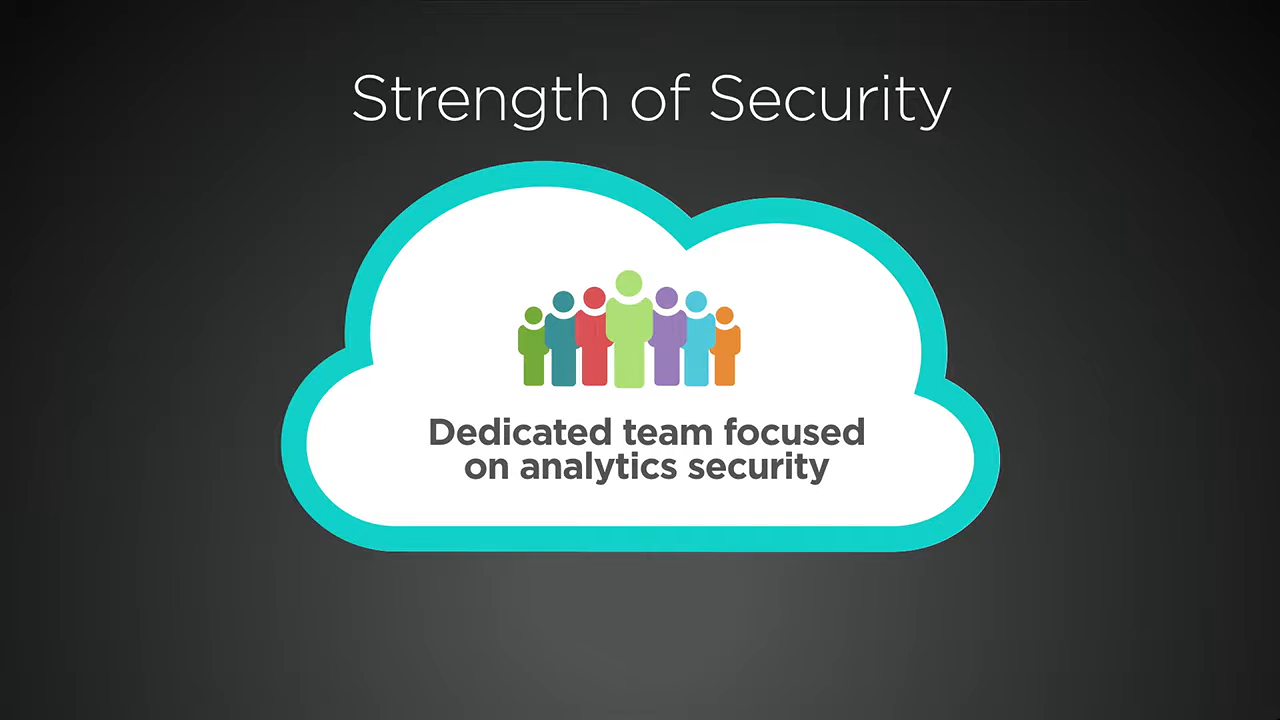 Strength of Security
Dedicated team focused
on analytics security